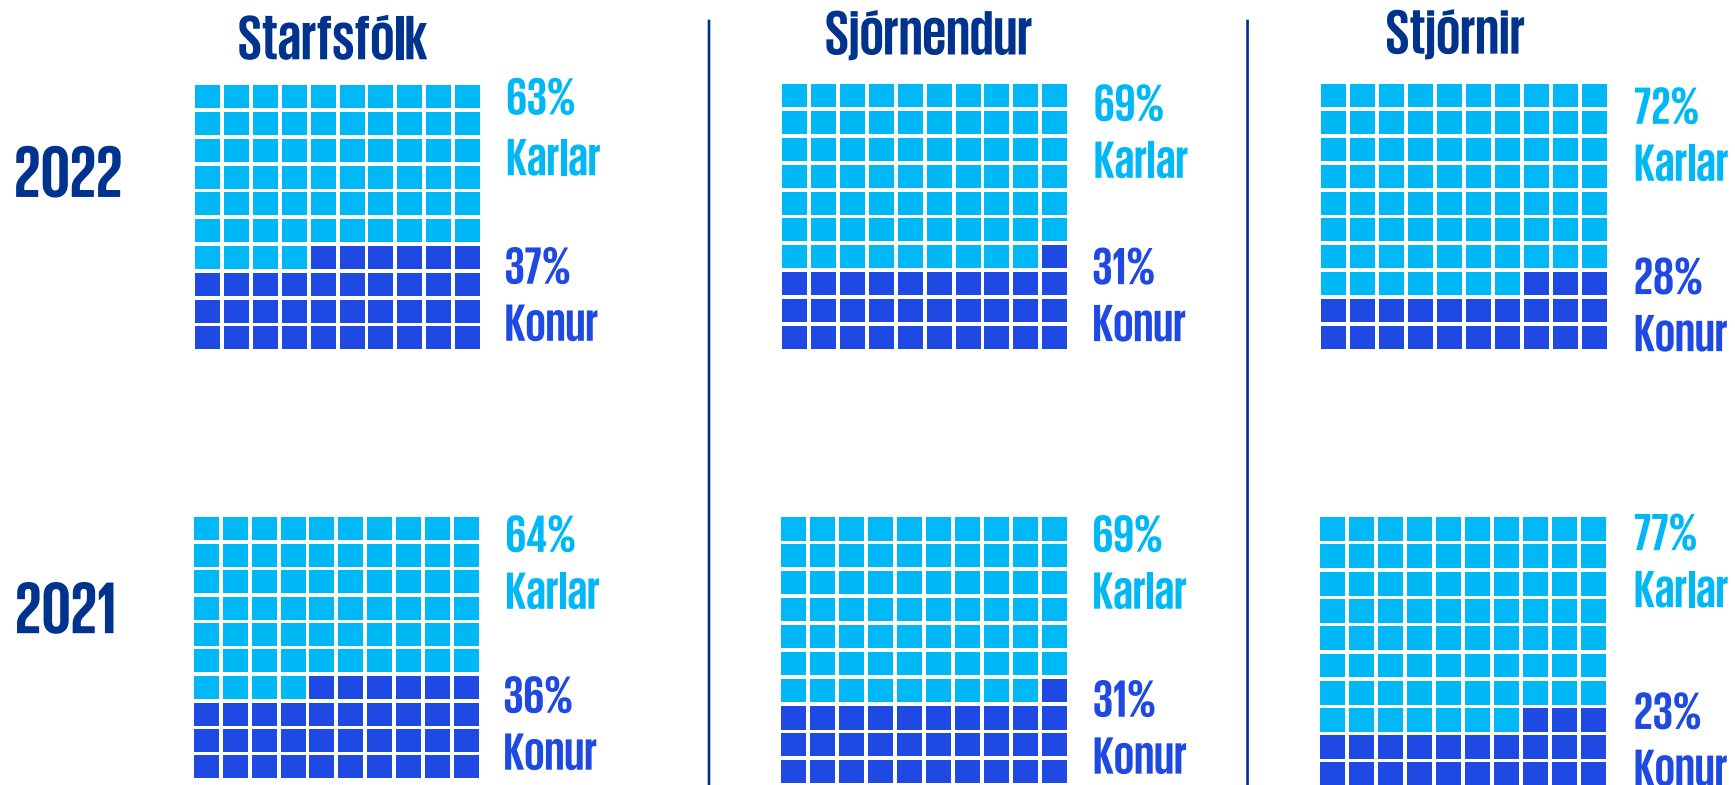 Starfsfólk
Sjórnendur
Stjórnir
2022
63%
Karlar
37%
Konur
69%
Karlar
31%
Konur
72%
Karlar
28%
Konur
2021
64%
Karlar
36%
Konur
69%
Karlar
31%
Konur
77%
Karlar
23%
Konur